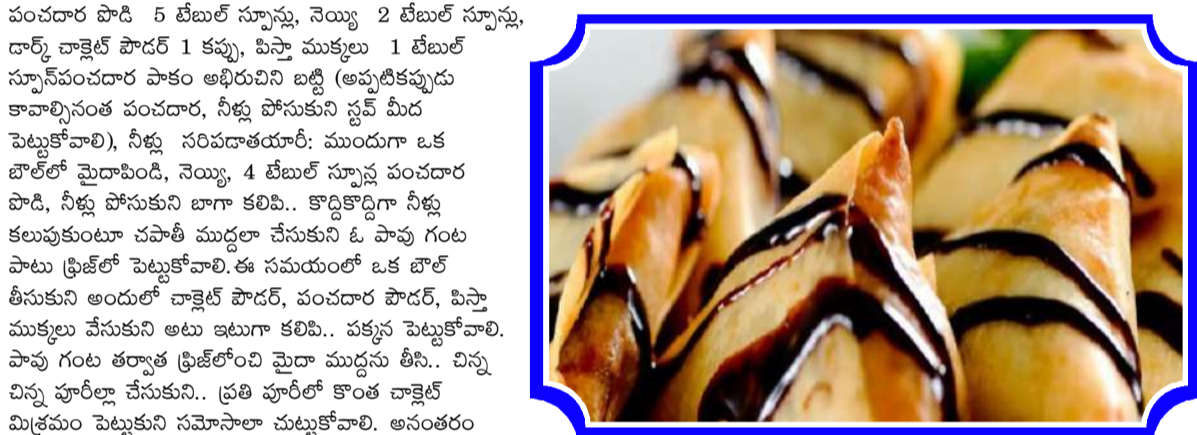 పంచదార పొడి 5 టేబుల్ స్పూన్లు, నెయ్యి 2 టేబుల్ స్పూన్లు,
డార్క్ చాక్లెట్ పౌడర్ 1 కప్పు, పిస్తా ముక్కలు 1 టేబుల్
స్పూన్‌పంచదార పాకం అభిరుచిని బట్టి (అప్పటికప్పుడు
కావాల్సినంత పంచదార, నీళ్లు పోసుకుని స్టవ్ మీద
పెట్టుకోవాలి), నీళ్లు సరిపడాతయారీ: ముందుగా ఒక
బౌల్‌లో మైదాపిండి, నెయ్యి, 4 టేబుల్ స్పూన్ల పంచదార
పొడి, నీళ్లు పోసుకుని బాగా కలిపి.. కొద్దికొద్దిగా నీళ్లు
కలుపుకుంటూ చపాతీ ముద్దలా చేసుకుని ఓ పావు గంట
పాటు ఫ్రిజ్‌లో పెట్టుకోవాలి.ఈ సమయంలో ఒక బౌల్
తీసుకుని అందులో చాక్లెట్ పౌడర్, పంచదార పౌడర్, పిస్తా
ముక్కలు వేసుకుని అటు ఇటుగా కలిపి.. పక్కన పెట్టుకోవాలి.
పావు గంట తర్వాత ఫ్రిజ్‌లోంచి మైదా ముద్దను తీసి.. చిన్న
చిన్న పూరీల్లా చేసుకుని.. ప్రతి పూరీలో కొంత చాక్లెట్
మిశ్రమం పెట్టుకుని సమోసాలా చుట్టుకోవాలి. అనంతరం